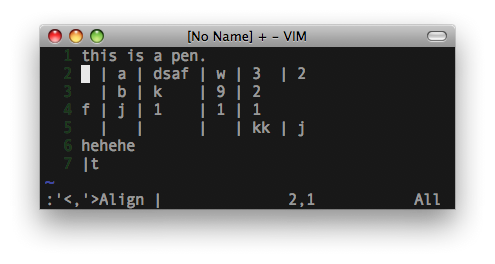 [No Name] + - VIM
1 this is a pen.
2   | a | dsaf | w | 3  | 2
3   | b | k    | 9 | 2
4 f | j | 1    | 1 | 1
5   |   |      |   | kk | j
6 hehehe
7 |t
~
:'<,'>Align | 2,1 All